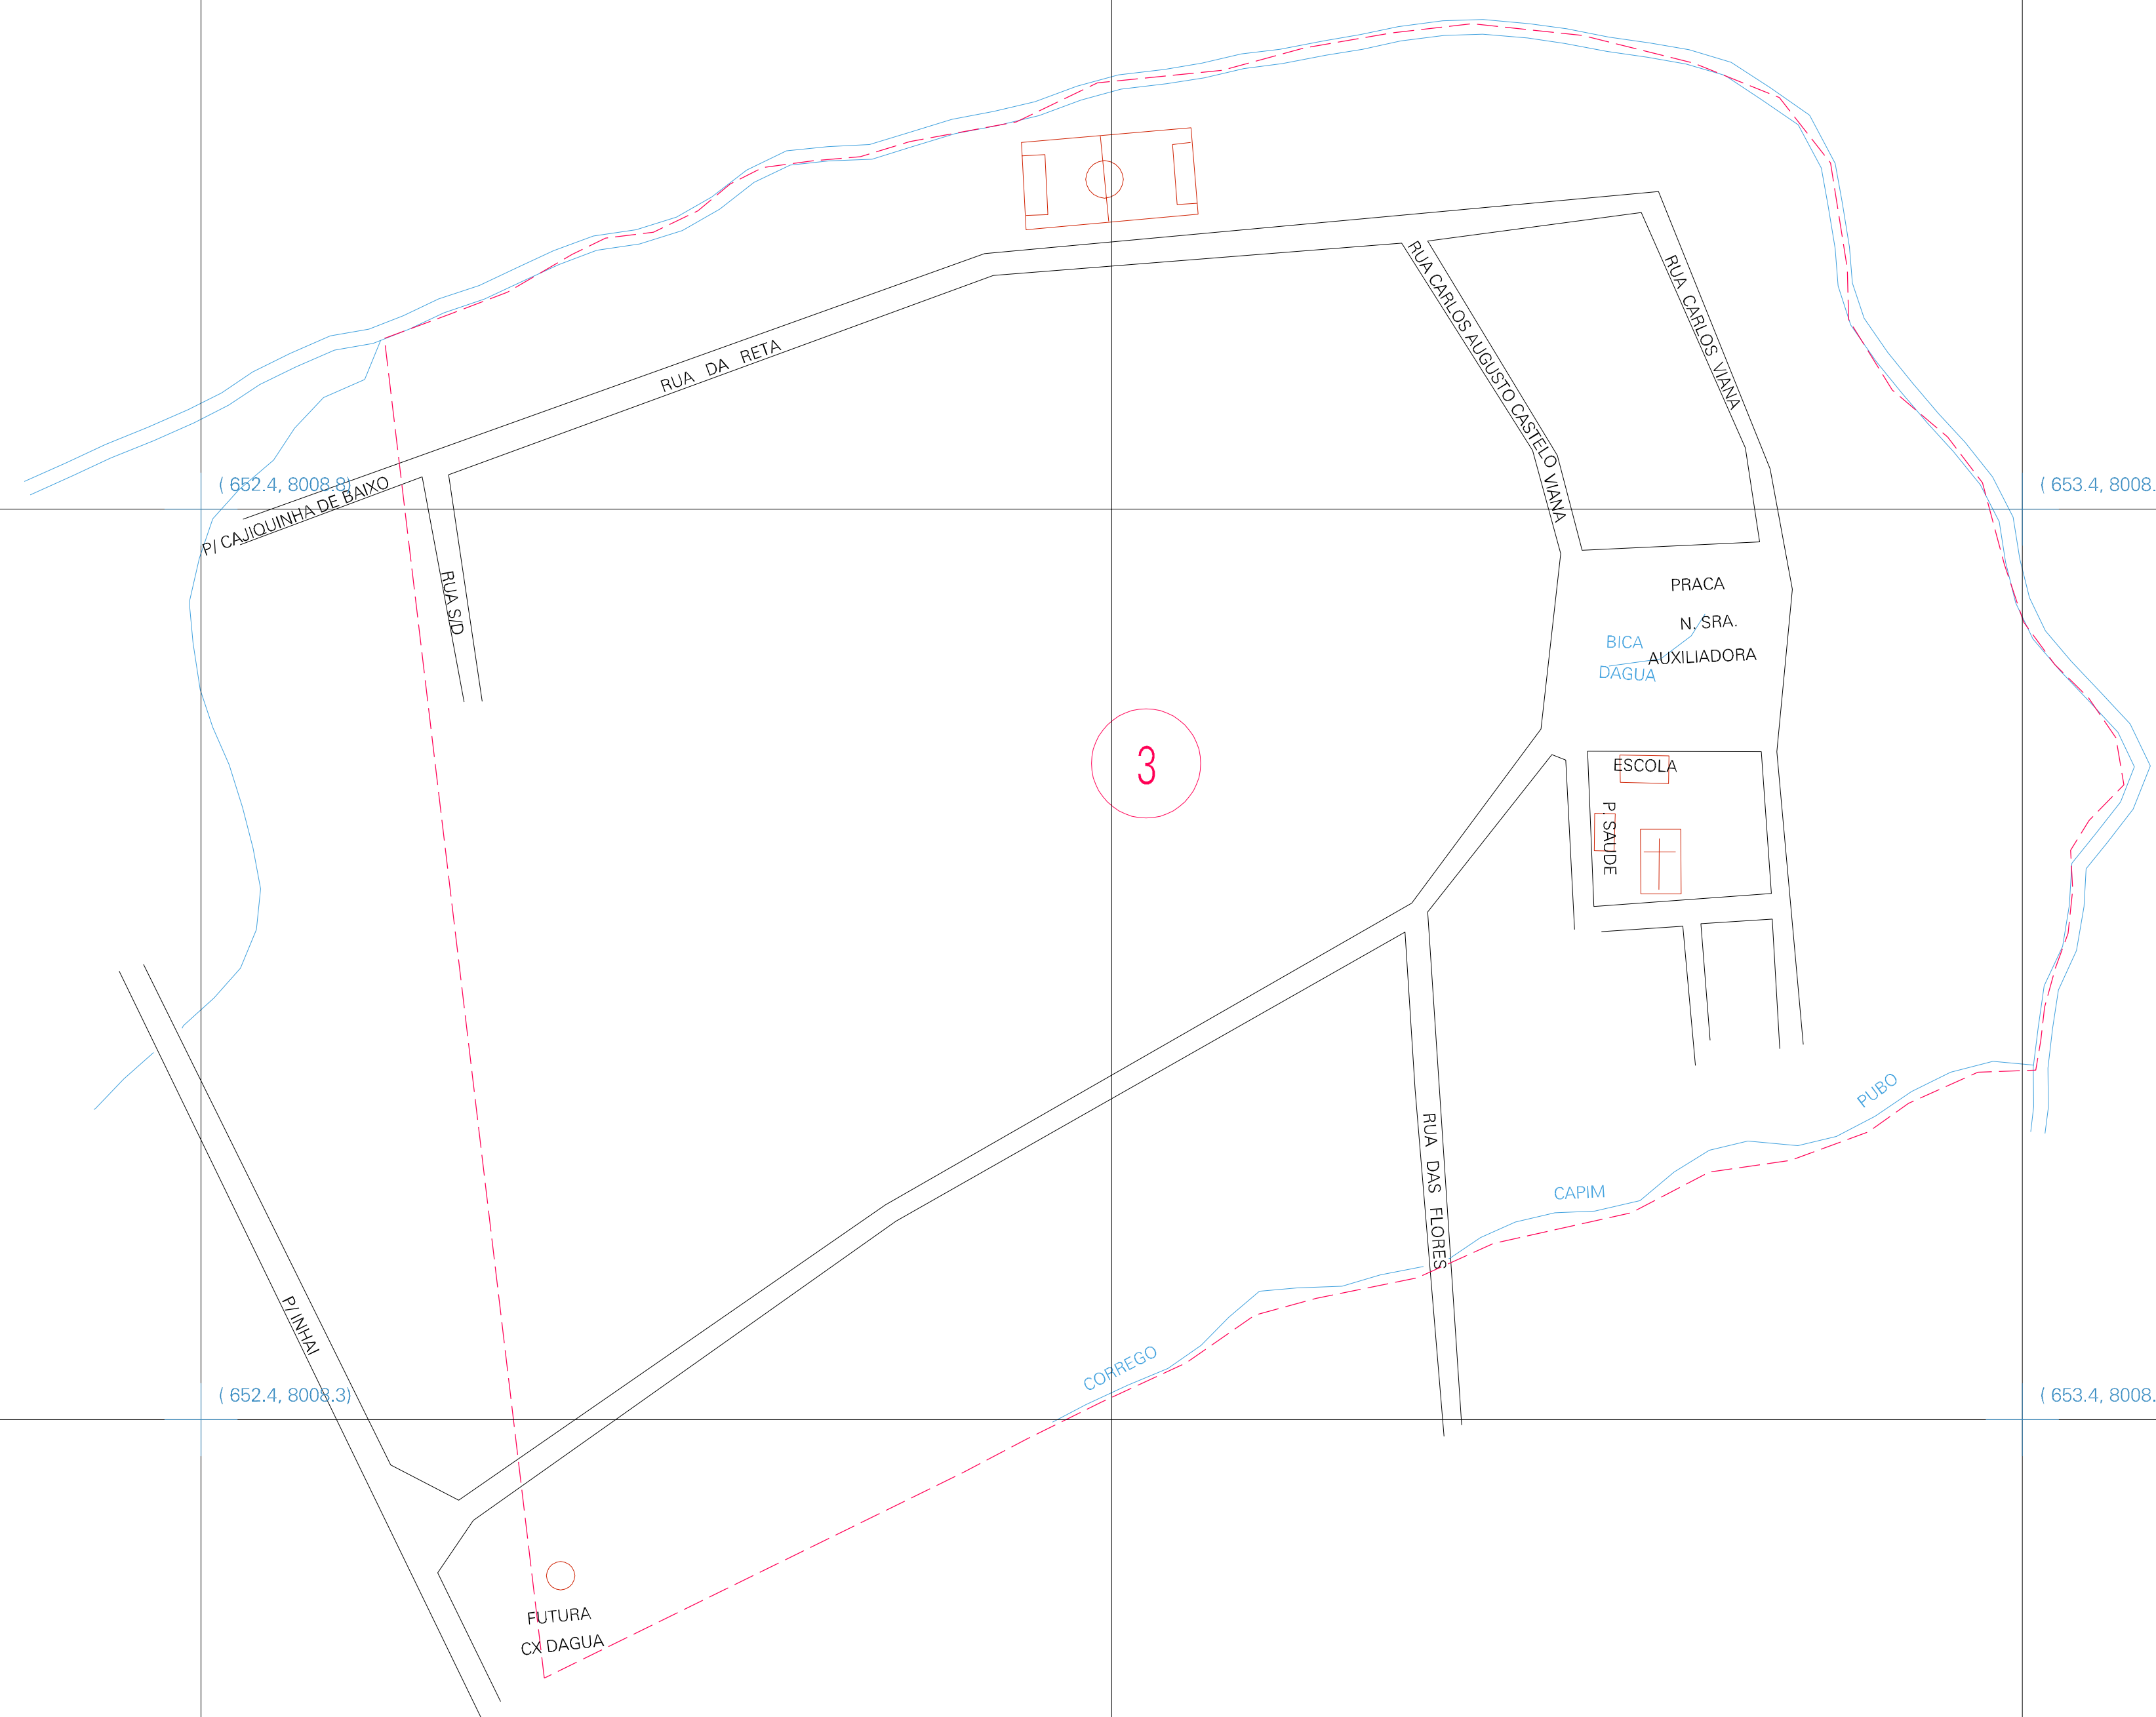 RUA DA RETA
RUA CARLOS AUGUSTO CASTELO VIANA
RUA CARLOS VIANA
( 652.4, 8008.8)
( 653.4, 8008.
P/ CAJIQUINHA DE BAIXO
RUA S/D
PRACA
N. SRA.
AUXILIADORA
BICA
DAGUA
3
ESCOLA
P. SAUDE
PUBO
CAPIM
RUA DAS FLORES
CORREGO
P/ INHAI
( 652.4, 8008.3)
( 653.4, 8008.
FUTURA
CX DAGUA